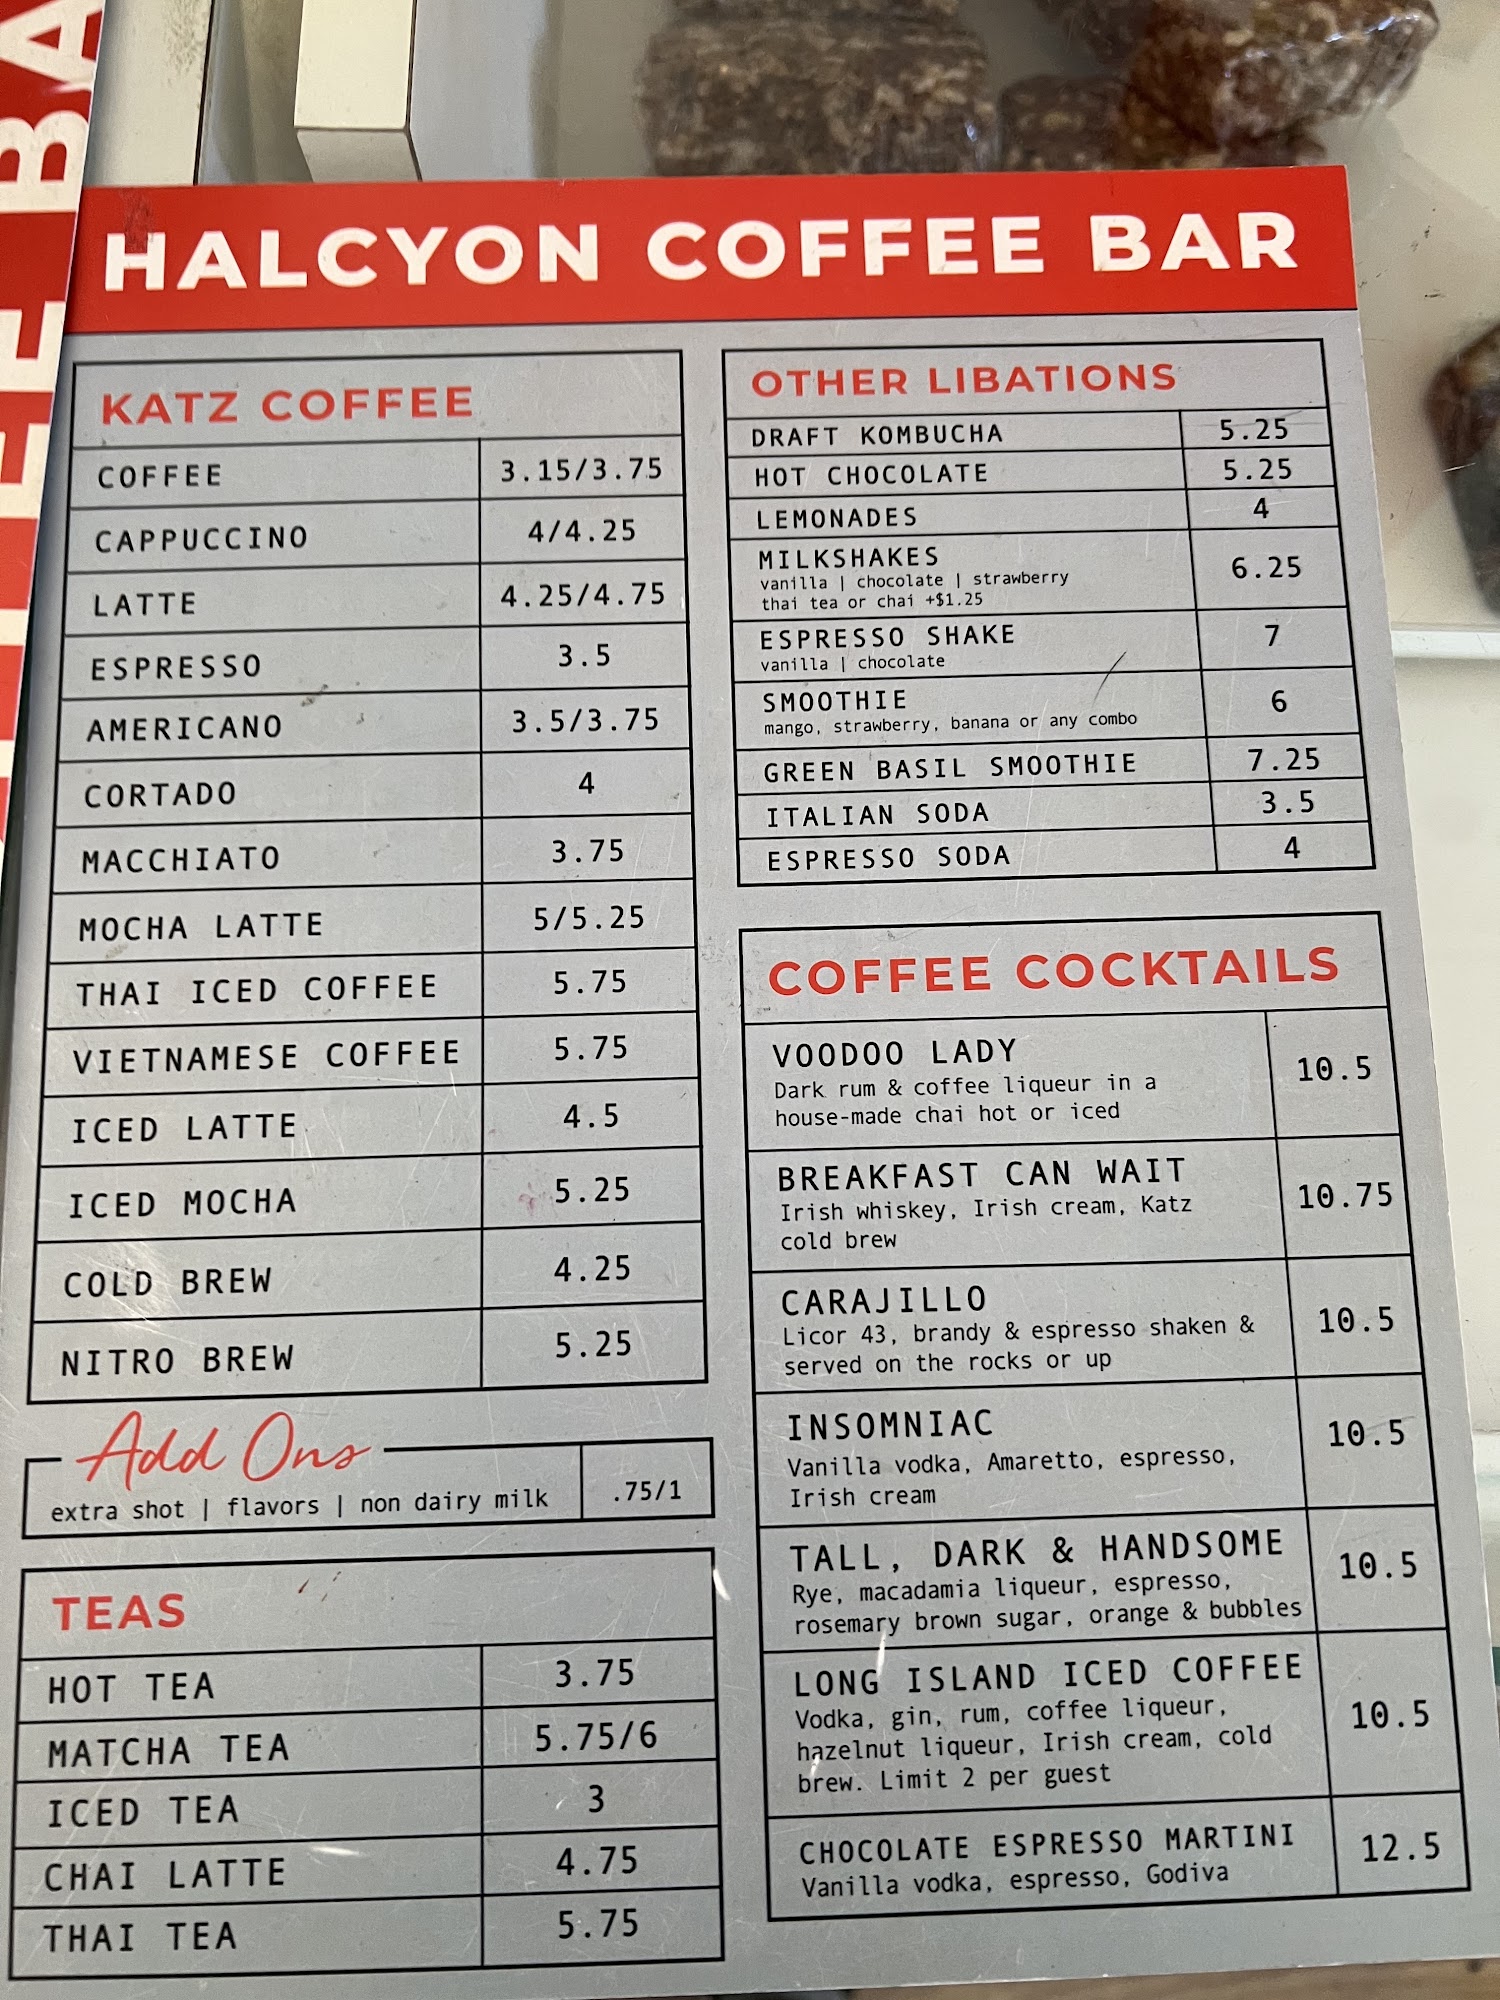 HALCYON COFFEE BAR
KATZ COFFEE
COFFEE 3.15/3.75
CAPPUCCINO 4/4.25
LATTE 4.25/4.75
ESPRESSO 3.5
AMERICANO 3.5/3.75
CORTADO 4
MACCHIATO 3.75
MOCHA LATTE 5/5.25
THAI ICED COFFEE 5.75
VIETNAMESE COFFEE 5.75
ICED LATTE 4.5
ICED MOCHA 5.25
COLD BREW 4.25
NITRO BREW 5.25
Add Ons
extra shot | flavors | non dairy milk .75/1
TEAS
HOT TEA 3.75
MATCHA TEA 5.75/6
ICED TEA 3
CHAI LATTE 4.75
THAI TEA 5.75
OTHER LIBATIONS
DRAFT KOMBUCHA 5.25
HOT CHOCOLATE 5.25
LEMONADES 4
MILKSHAKES 6.25
vanilla | chocolate | strawberry
thai tea or chai +$1.25
ESPRESSO SHAKE 7
vanilla | chocolate
SMOOTHIE 6
mango, strawberry, banana or any combo
GREEN BASIL SMOOTHIE 7.25
ITALIAN SODA 3.5
ESPRESSO SODA 4
COFFEE COCKTAILS
VOODOO LADY 10.5
Dark rum & coffee liqueur in a
house-made chai hot or iced
BREAKFAST CAN WAIT 10.75
Irish whiskey, Irish cream, Katz
cold brew
CARAJILLO 10.5
Licor 43, brandy & espresso shaken &
served on the rocks or up
INSOMNIAC 10.5
Vanilla vodka, Amaretto, espresso,
Irish cream
TALL, DARK & HANDSOME 10.5
Rye, macadamia liqueur, espresso,
rosemary brown sugar, orange & bubbles
LONG ISLAND ICED COFFEE 10.5
Vodka, gin, rum, coffee liqueur,
hazelnut liqueur, Irish cream, cold
brew. Limit 2 per guest
CHOCOLATE ESPRESSO MARTINI 12.5
Vanilla vodka, espresso, Godiva